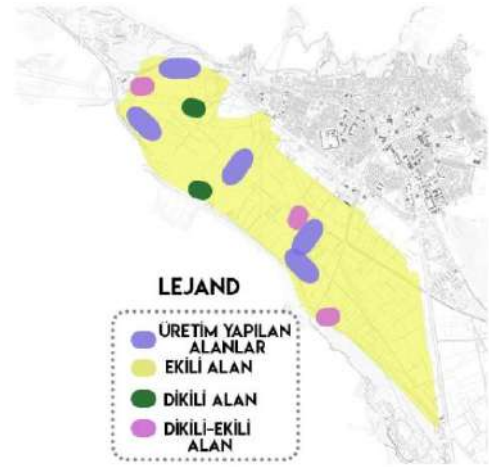 LEJAND
ÜRETİM YAPILAN
ALANLAR
EKİLİ ALAN
DİKİLİ ALAN
DİKİLİ-EKİLİ
ALAN